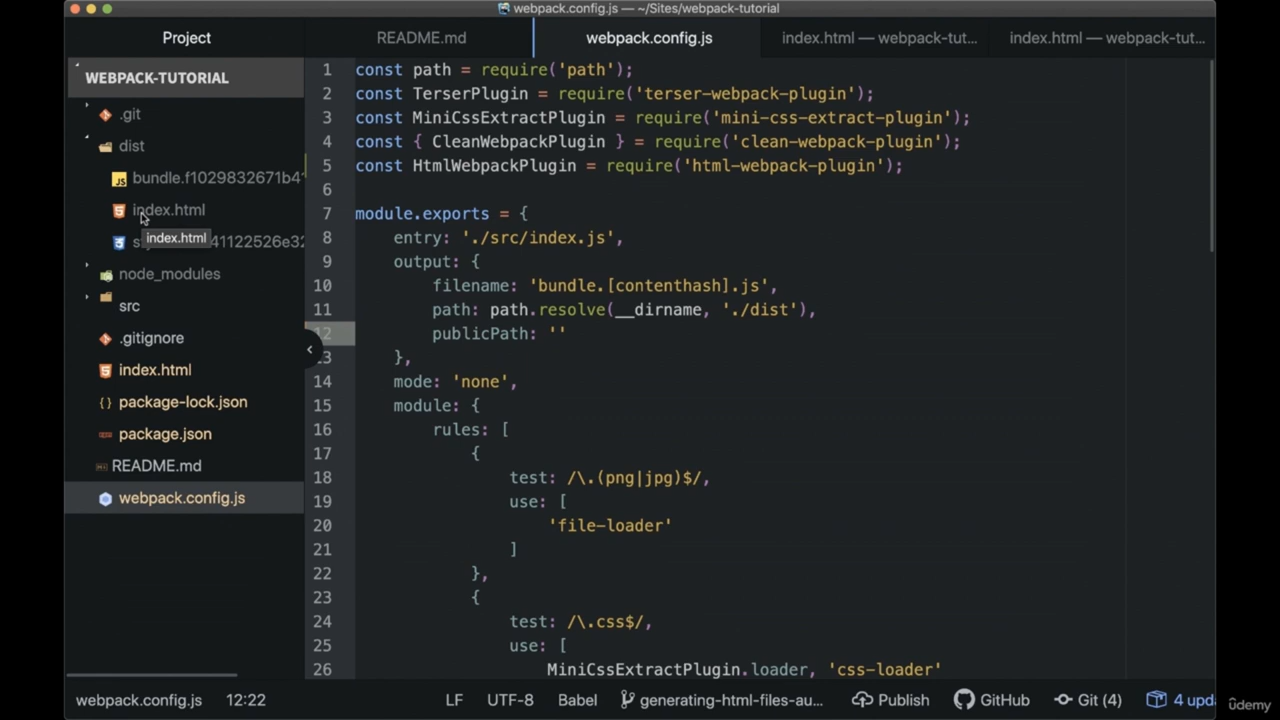 webpack.config.js — ~/Sites/webpack-tutorial
Project
README.md
webpack.config.js
index.html — webpack-tut...
index.html — webpack-tut...
WEBPACK-TUTORIAL
.git
dist
bundle.f1029832671b4
index.html
index.html
41122526e32
node_modules
src
.gitignore
index.html
package-lock.json
package.json
README.md
webpack.config.js
1 const path = require('path');
2 const TerserPlugin = require('terser-webpack-plugin');
3 const MiniCssExtractPlugin = require('mini-css-extract-plugin');
4 const { CleanWebpackPlugin } = require('clean-webpack-plugin');
5 const HtmlWebpackPlugin = require('html-webpack-plugin');
6
7 module.exports = {
8 entry: './src/index.js',
9 output: {
10 filename: 'bundle.[contenthash].js',
11 path: path.resolve(__dirname, './dist'),
12 publicPath: ''
13 },
14 mode: 'none',
15 module: {
16 rules: [
17 {
18 test: /\.(png|jpg)$/,
19 use: [
20 'file-loader'
21 ]
22 },
23 {
24 test: /\.css$/,
25 use: [
26 MiniCssExtractPlugin.loader, 'css-loader'
webpack.config.js 12:22 LF UTF-8 Babel generating-html-files-au... Publish GitHub Git (4) 4 upda
ûdemy